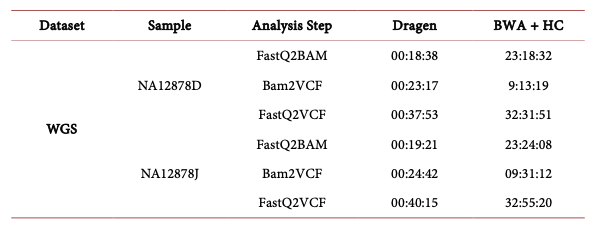 Dataset Sample Analysis Step Dragen BWA + HC
FastQ2BAM 00:18:38 23:18:32
NA12878D Bam2VCF 00:23:17 9:13:19
FastQ2VCF 00:37:53 32:31:51
WGS
FastQ2BAM 00:19:21 23:24:08
NA12878J Bam2VCF 00:24:42 09:31:12
FastQ2VCF 00:40:15 32:55:20